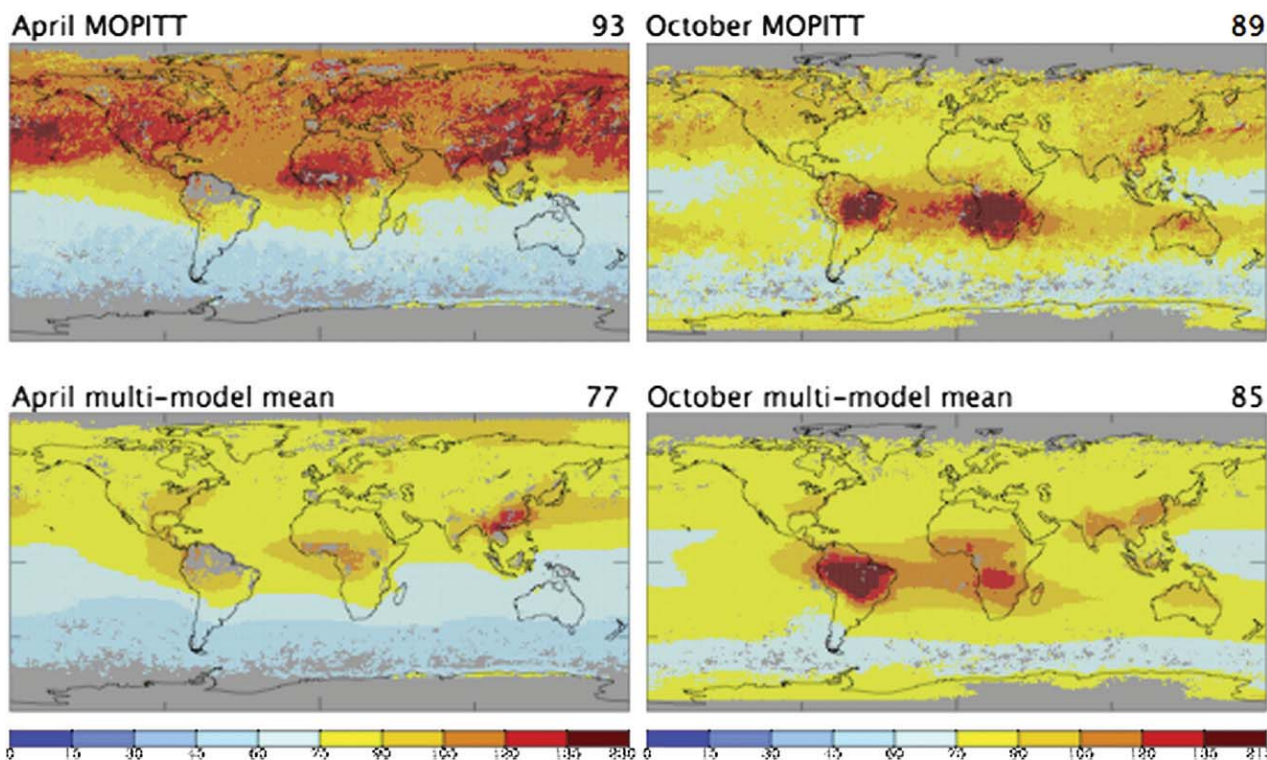 April MOPITT 93
October MOPITT 89
April multi-model mean 77
October multi-model mean 85
0 15 30 45 60 75 90 105 120 135
0 15 30 45 60 75 90 105 120 135